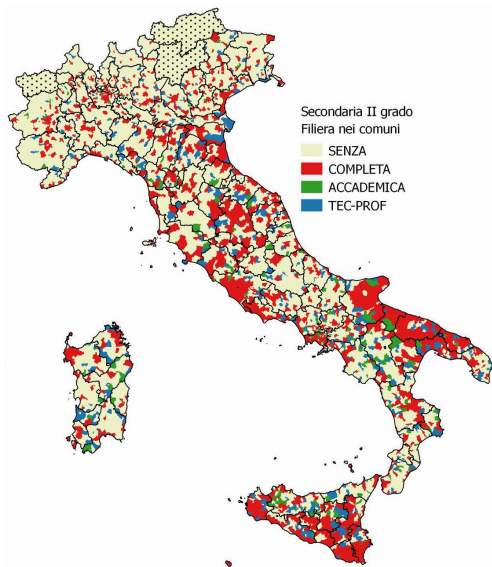 Secondaria II grado
Filiera nei comuni
SENZA
COMPLETA
ACCADEMICA
TEC-PROF